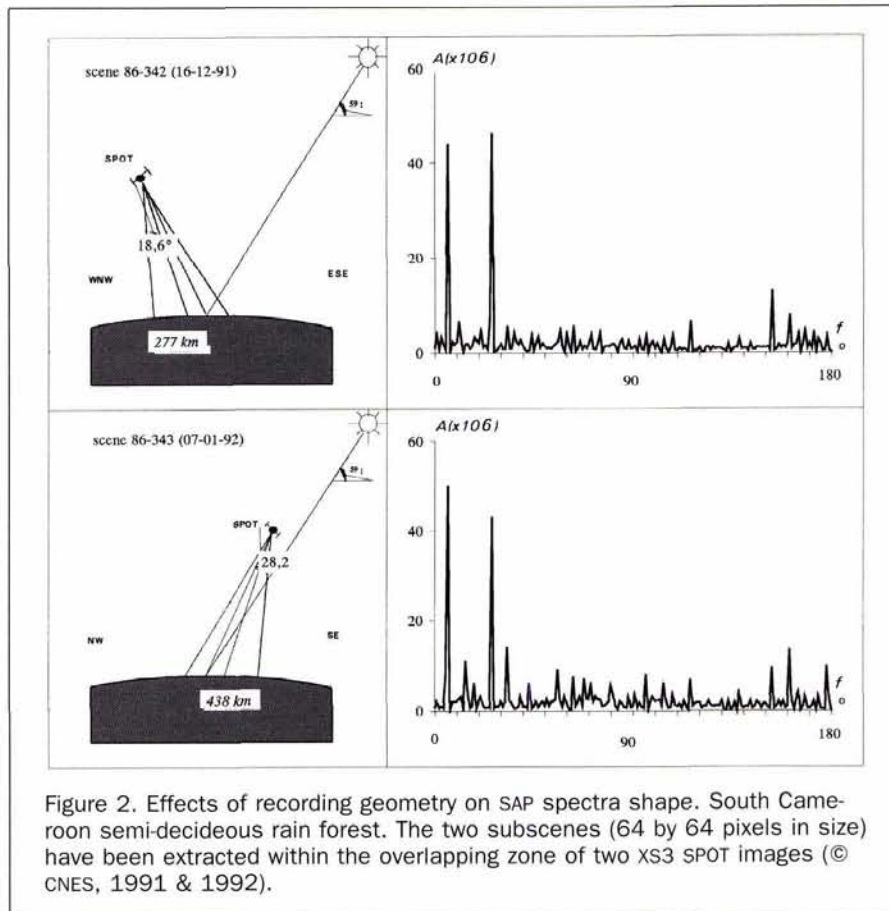 scene 86-342 (16-12-91)
59 :
SPOT
18,6°
WNW
ESE
277 km
A(x106)
60
40
20
0
f
o
0
90
180
scene 86-343 (07-01-92)
59 :
SPOT
28,2
NW
SE
438 km
A(x106)
60
40
20
0
f
o
0
90
180
Figure 2. Effects of recording geometry on SAP spectra shape. South Came-
roon semi-decideous rain forest. The two subscenes (64 by 64 pixels in size)
have been extracted within the overlapping zone of two XS3 SPOT images (©
CNES, 1991 & 1992).